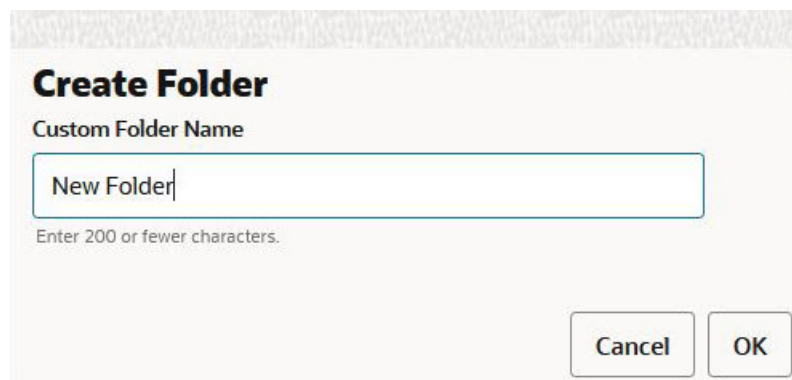 Create Folder
Custom Folder Name
New Folder
Enter 200 or fewer characters.
Cancel OK